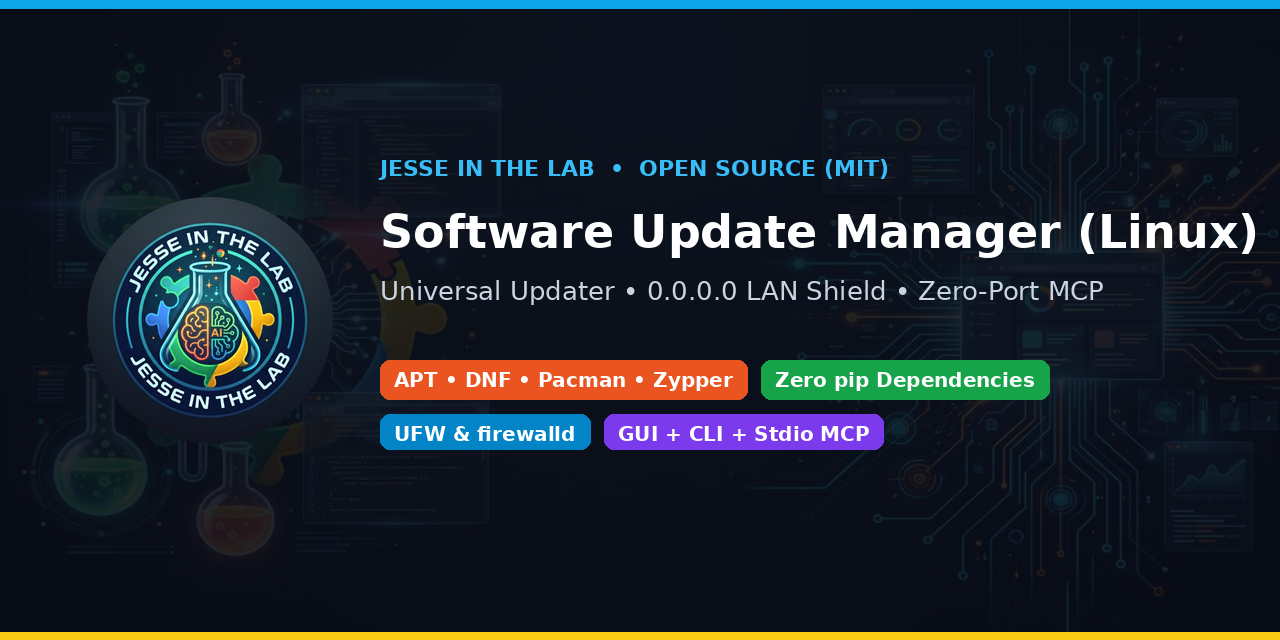 JESSE IN THE LAB • OPEN SOURCE (MIT)
Software Update Manager (Linux)
Universal Updater • 0.0.0.0 LAN Shield • Zero-Port MCP
JESSE IN THE LAB
AI
JESSE IN THE LAB
APT • DNF • Pacman • Zypper
Zero pip Dependencies
UFW & firewalld
GUI + CLI + Stdio MCP